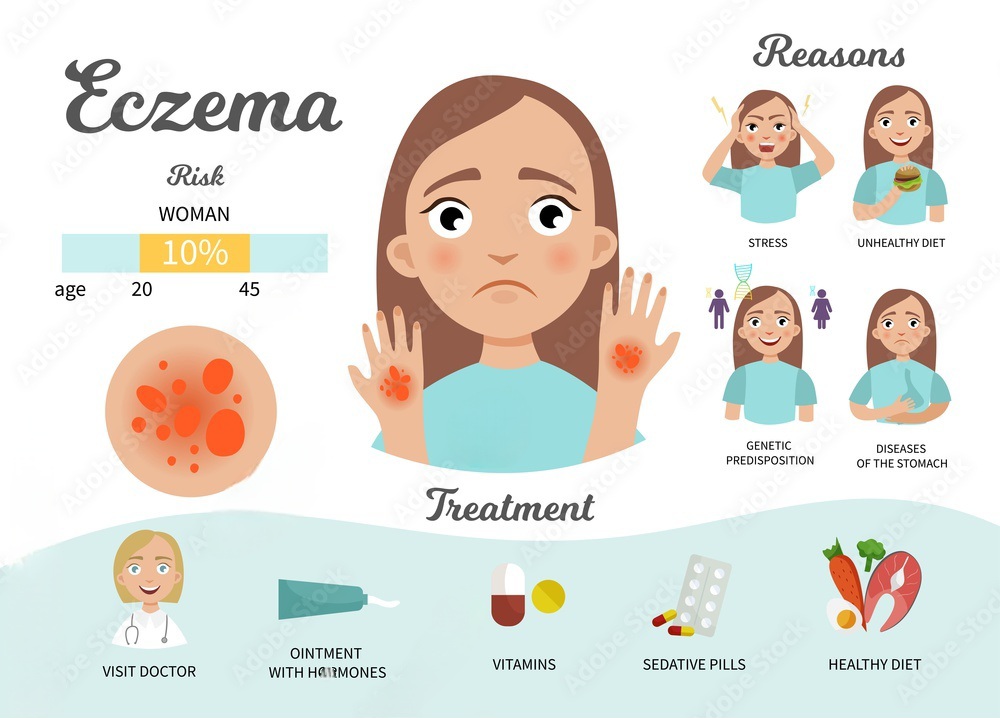 Eczema
Risk
WOMAN
10%
age 20 45
Reasons
STRESS
UNHEALTHY DIET
GENETIC
PREDISPOSITION
DISEASES
OF THE STOMACH
Treatment
VISIT DOCTOR
OINTMENT
WITH HORMONES
VITAMINS
SEDATIVE PILLS
HEALTHY DIET
Adobe Stock